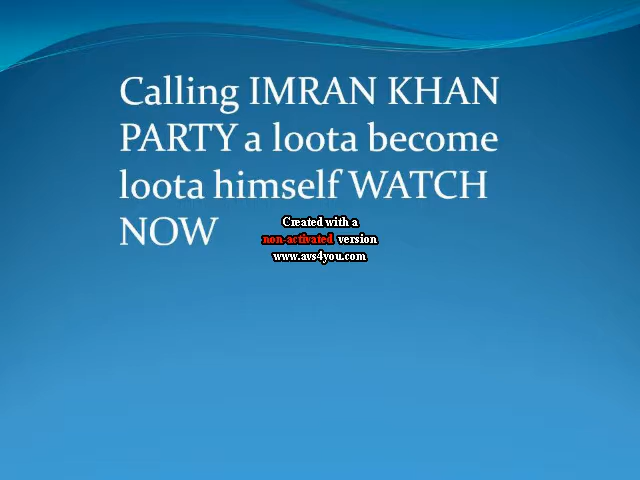 Calling IMRAN KHAN
PARTY a loota become
loota himself WATCH
NOW
Created with a
non-activated version
www.avs4you.com